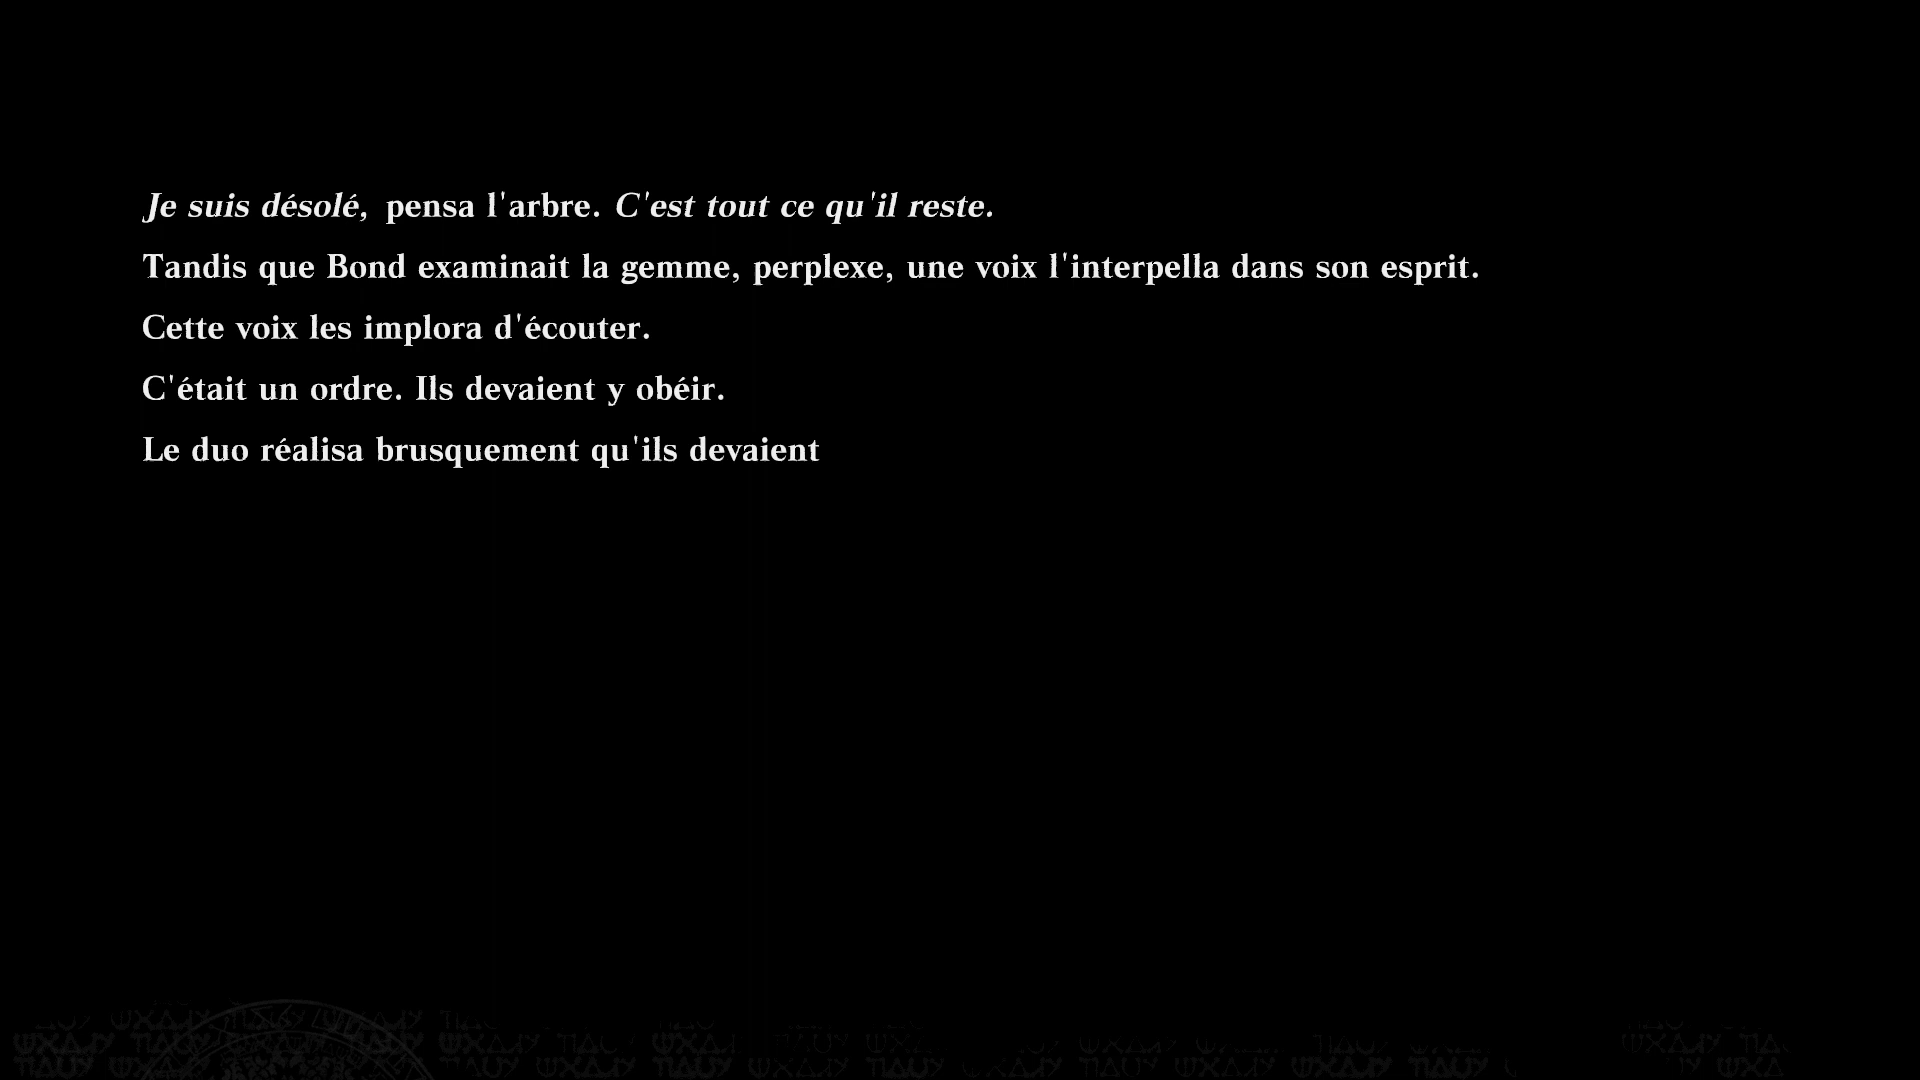 Je suis désolé, pensa l'arbre. C'est tout ce qu'il reste.
Tandis que Bond examinait la gemme, perplexe, une voix l'interpella dans son esprit.
Cette voix les implora d'écouter.
C'était un ordre. Ils devaient y obéir.
Le duo réalisa brusquement qu'ils devaient